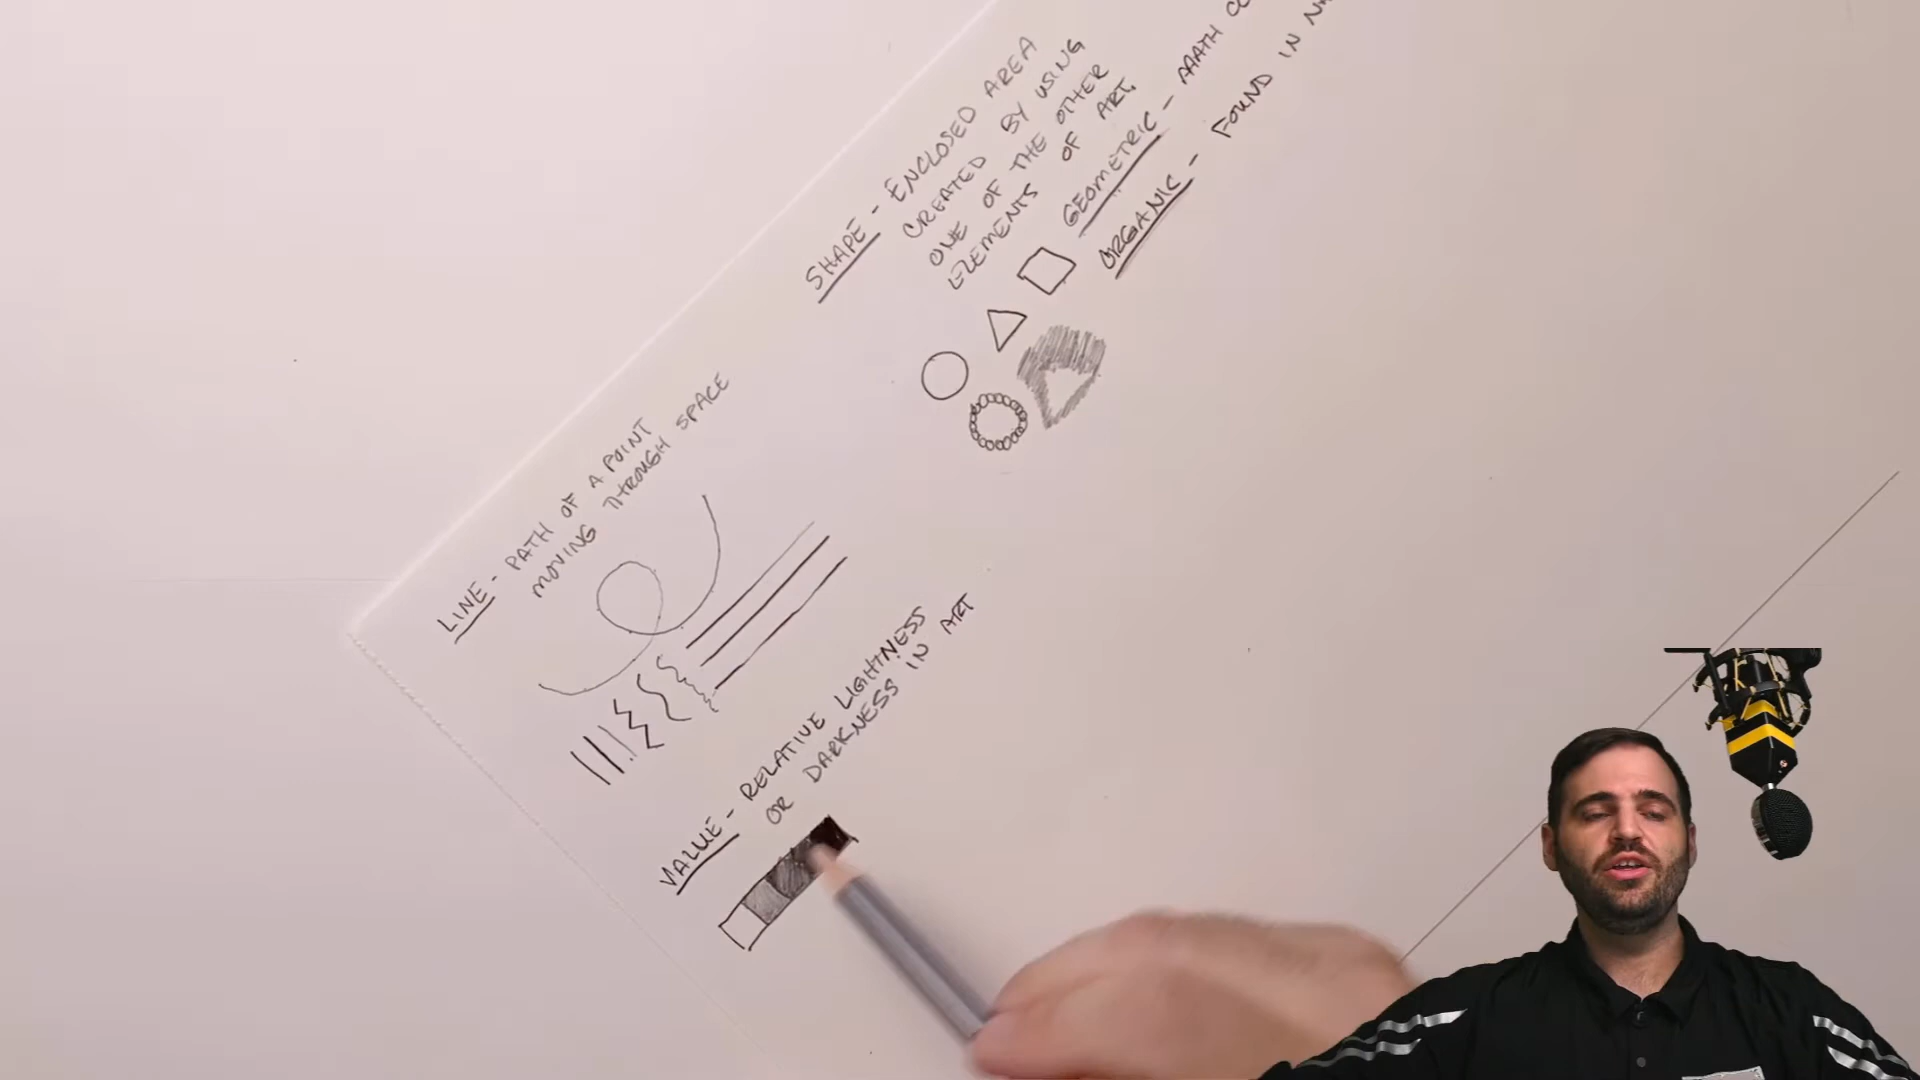 LINE - PATH OF A POINT
MOVING THROUGH SPACE
SHAPE - ENCLOSED AREA
CREATED BY USING
ONE OF THE OTHER
ELEMENTS OF ART.
GEOMETRIC - MATH
ORGANIC - FOUND IN
VALUE - RELATIVE LIGHTNESS
OR DARKNESS IN ART